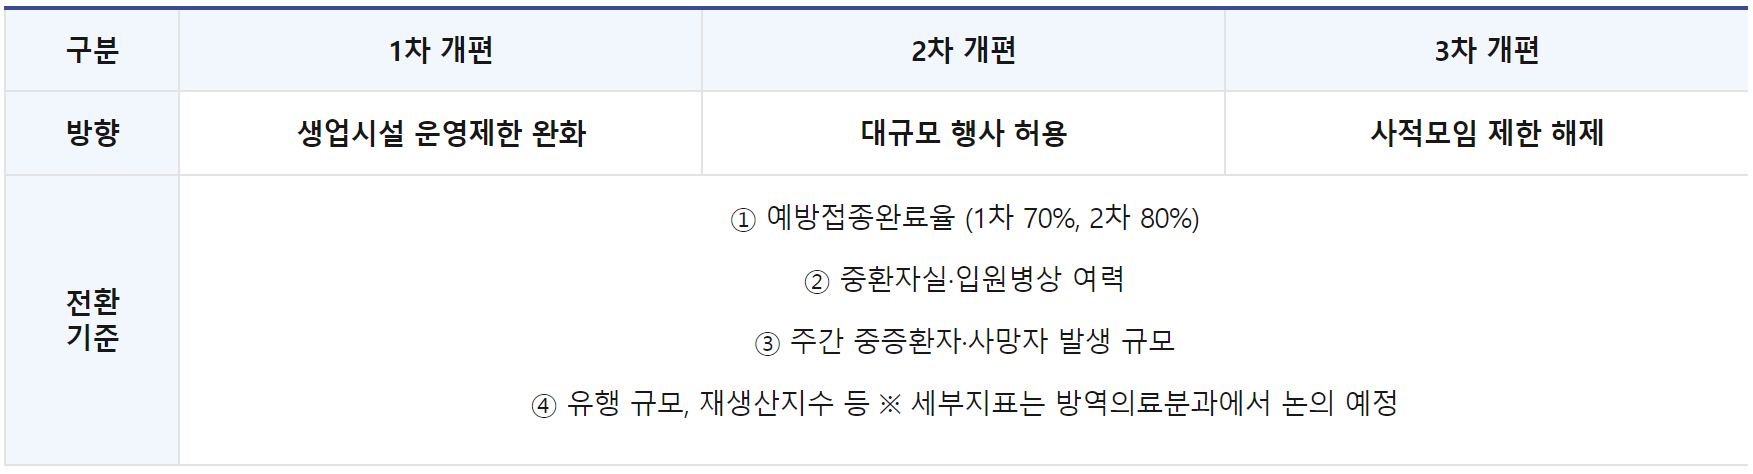 구분 1차 개편 2차 개편 3차 개편
방향 생업시설 운영제한 완화 대규모 행사 허용 사적모임 제한 해제
전환
기준
① 예방접종완료율 (1차 70%, 2차 80%)
② 중환자실·입원병상 여력
③ 주간 중증환자·사망자 발생 규모
④ 유행 규모, 재생산지수 등 ※ 세부지표는 방역의료분과에서 논의 예정